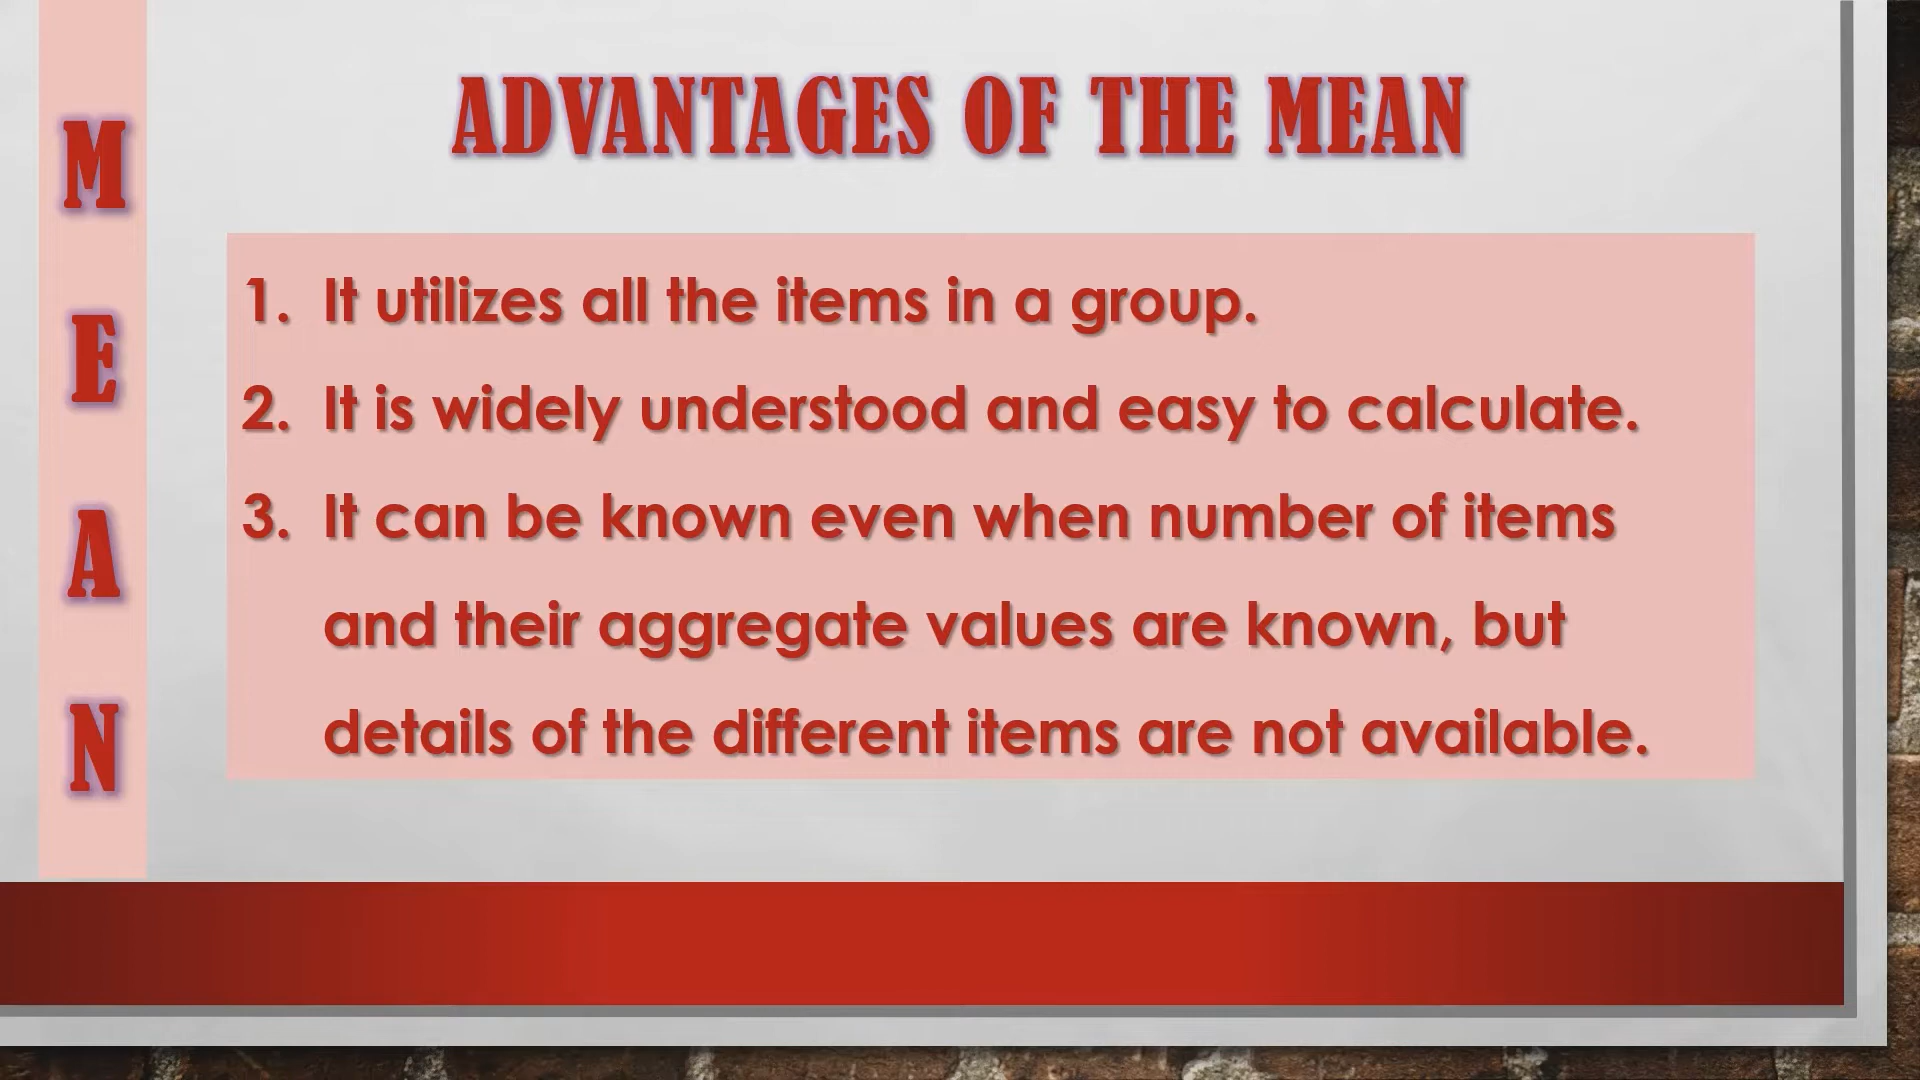 ADVANTAGES OF THE MEAN
M
E
A
N
1. It utilizes all the items in a group.
2. It is widely understood and easy to calculate.
3. It can be known even when number of items
and their aggregate values are known, but
details of the different items are not available.